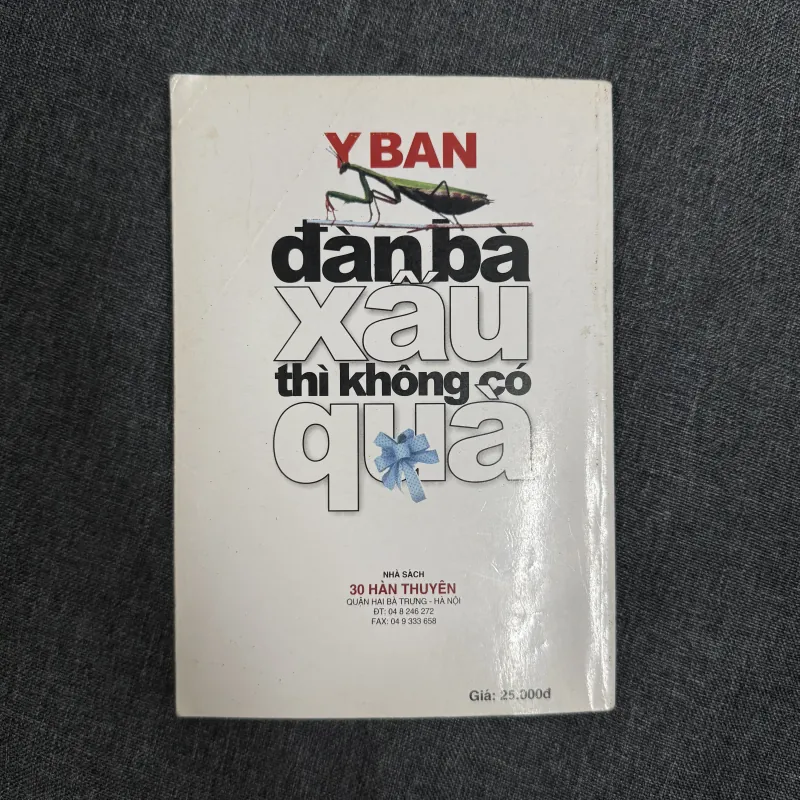 Y BAN
đàn bà
xấu
thì không có
quà
NHÀ SÁCH
30 HÀN THUYÊN
QUẬN HAI BÀ TRƯNG - HÀ NỘI
ĐT: 04 8 246 272
FAX: 04 9 333 658
Giá: 25.000đ